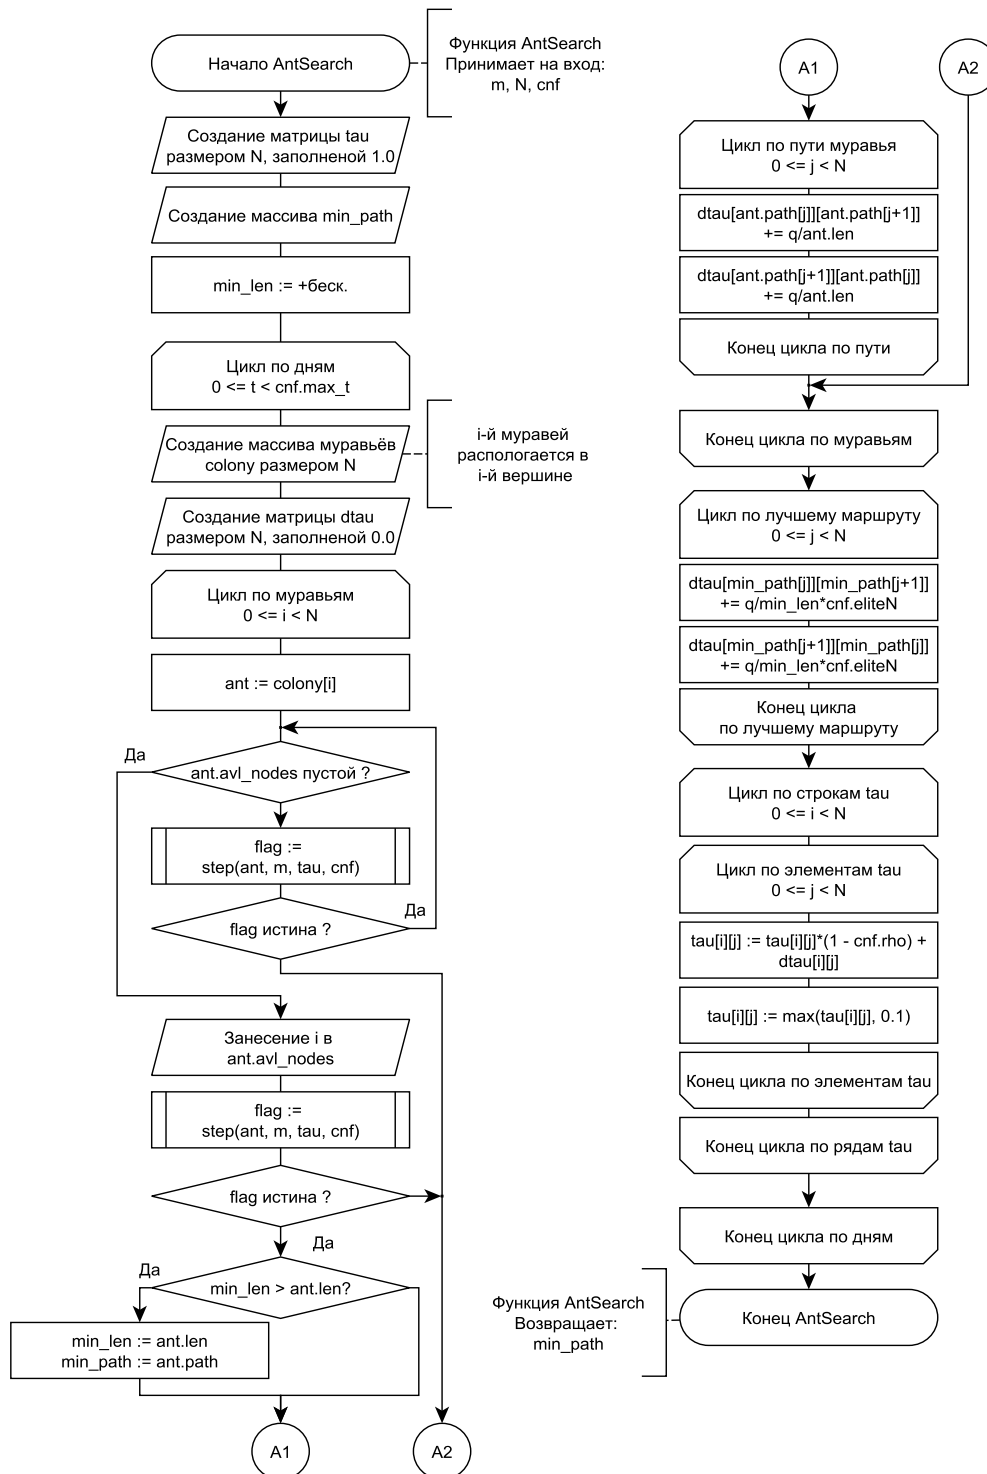 Начало AntSearch
Функция AntSearch
Принимает на вход:
m, N, cnf
Создание матрицы tau
размером N, заполненой 1.0
Создание массива min_path
min_len := +беск.
Цикл по дням
0 <= t < cnf.max_t
Создание массива муравьёв
colony размером N
i-й муравей
распологается в
i-й вершине
Создание матрицы dtau
размером N, заполненой 0.0
Цикл по муравьям
0 <= i < N
ant := colony[i]
Да
ant.avl_nodes пустой ?
flag :=
step(ant, m, tau, cnf)
Да
flag истина ?
Занесение i в
ant.avl_nodes
flag :=
step(ant, m, tau, cnf)
flag истина ?
Да
Да
min_len > ant.len?
min_len := ant.len
min_path := ant.path
A1
A2
A1
A2
Цикл по пути муравья
0 <= j < N
dtau[ant.path[j]][ant.path[j+1]]
+= q/ant.len
dtau[ant.path[j+1]][ant.path[j]]
+= q/ant.len
Конец цикла по пути
Конец цикла по муравьям
Цикл по лучшему маршруту
0 <= j < N
dtau[min_path[j]][min_path[j+1]]
+= q/min_len*cnf.eliteN
dtau[min_path[j+1]][min_path[j]]
+= q/min_len*cnf.eliteN
Конец цикла
по лучшему маршруту
Цикл по строкам tau
0 <= i < N
Цикл по элементам tau
0 <= j < N
tau[i][j] := tau[i][j]*(1 - cnf.rho) +
dtau[i][j]
tau[i][j] := max(tau[i][j], 0.1)
Конец цикла по элементам tau
Конец цикла по рядам tau
Конец цикла по дням
Функция AntSearch
Возвращает:
min_path
Конец AntSearch